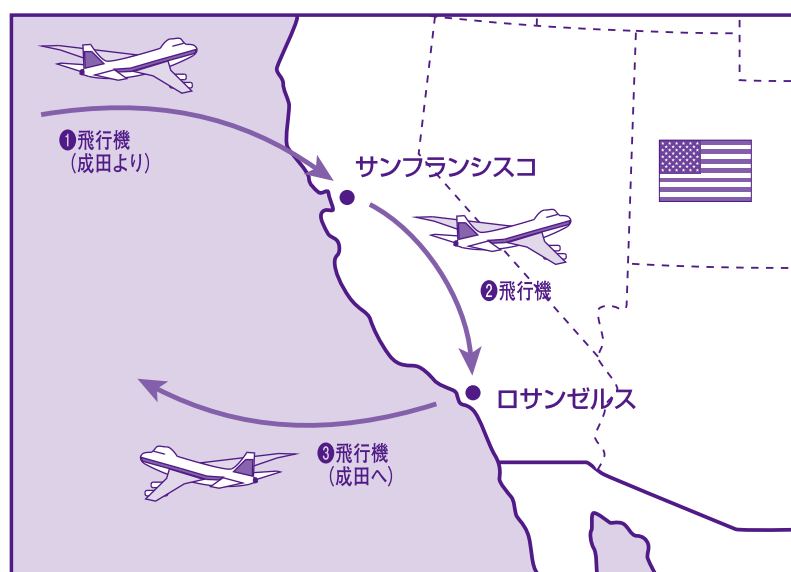 ❶飛行機
(成田より)
サンフランシスコ
❷飛行機
ロサンゼルス
❸飛行機
(成田へ)